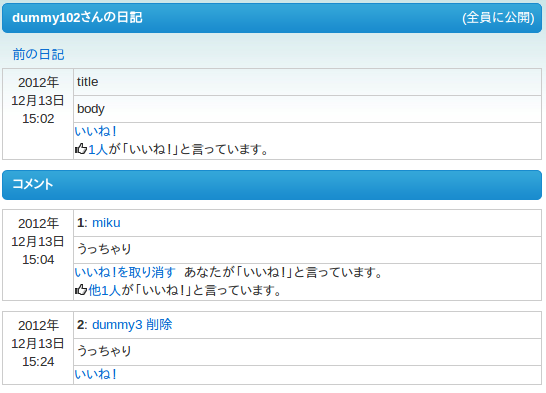 dummy102さんの日記 (全員に公開)
前の日記
2012年
12月13日
15:02
title
body
いいね！
1人が「いいね！」と言っています。
コメント
2012年
12月13日
15:04
1: miku
うっちゃり
いいね！を取り消す あなたが「いいね！」と言っています。
他1人が「いいね！」と言っています。
2012年
12月13日
15:24
2: dummy3 削除
うっちゃり
いいね！